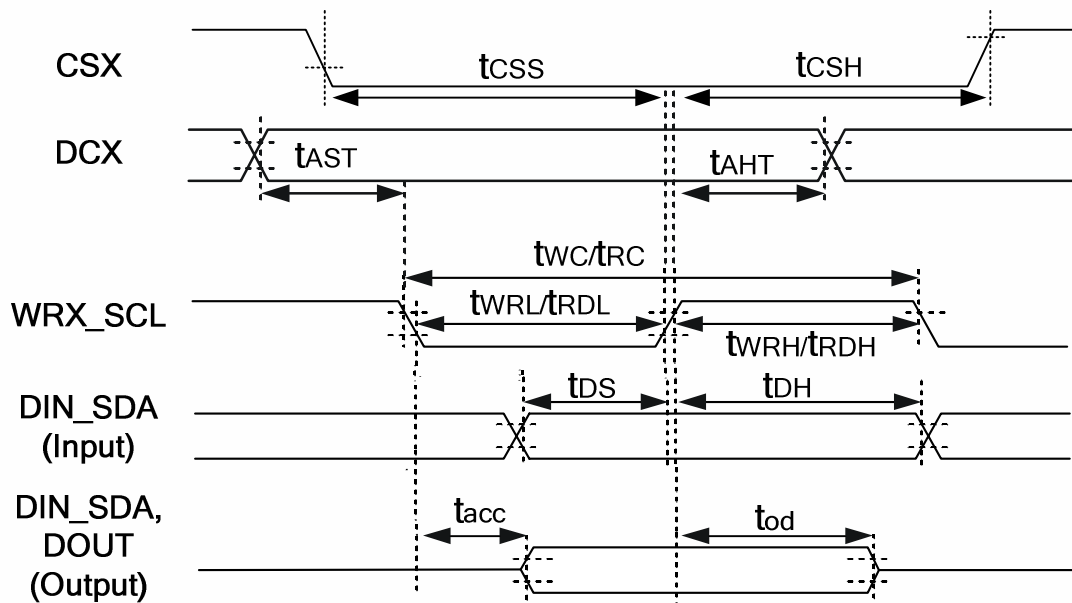 CSX
tCSS
tCSH
DCX
tAST
tAHT
tWC/tRC
WRX_SCL
tWRL/tRDL
tWRH/tRDH
DIN_SDA
(Input)
tDS
tDH
DIN_SDA,
DOUT
(Output)
tacc
tod